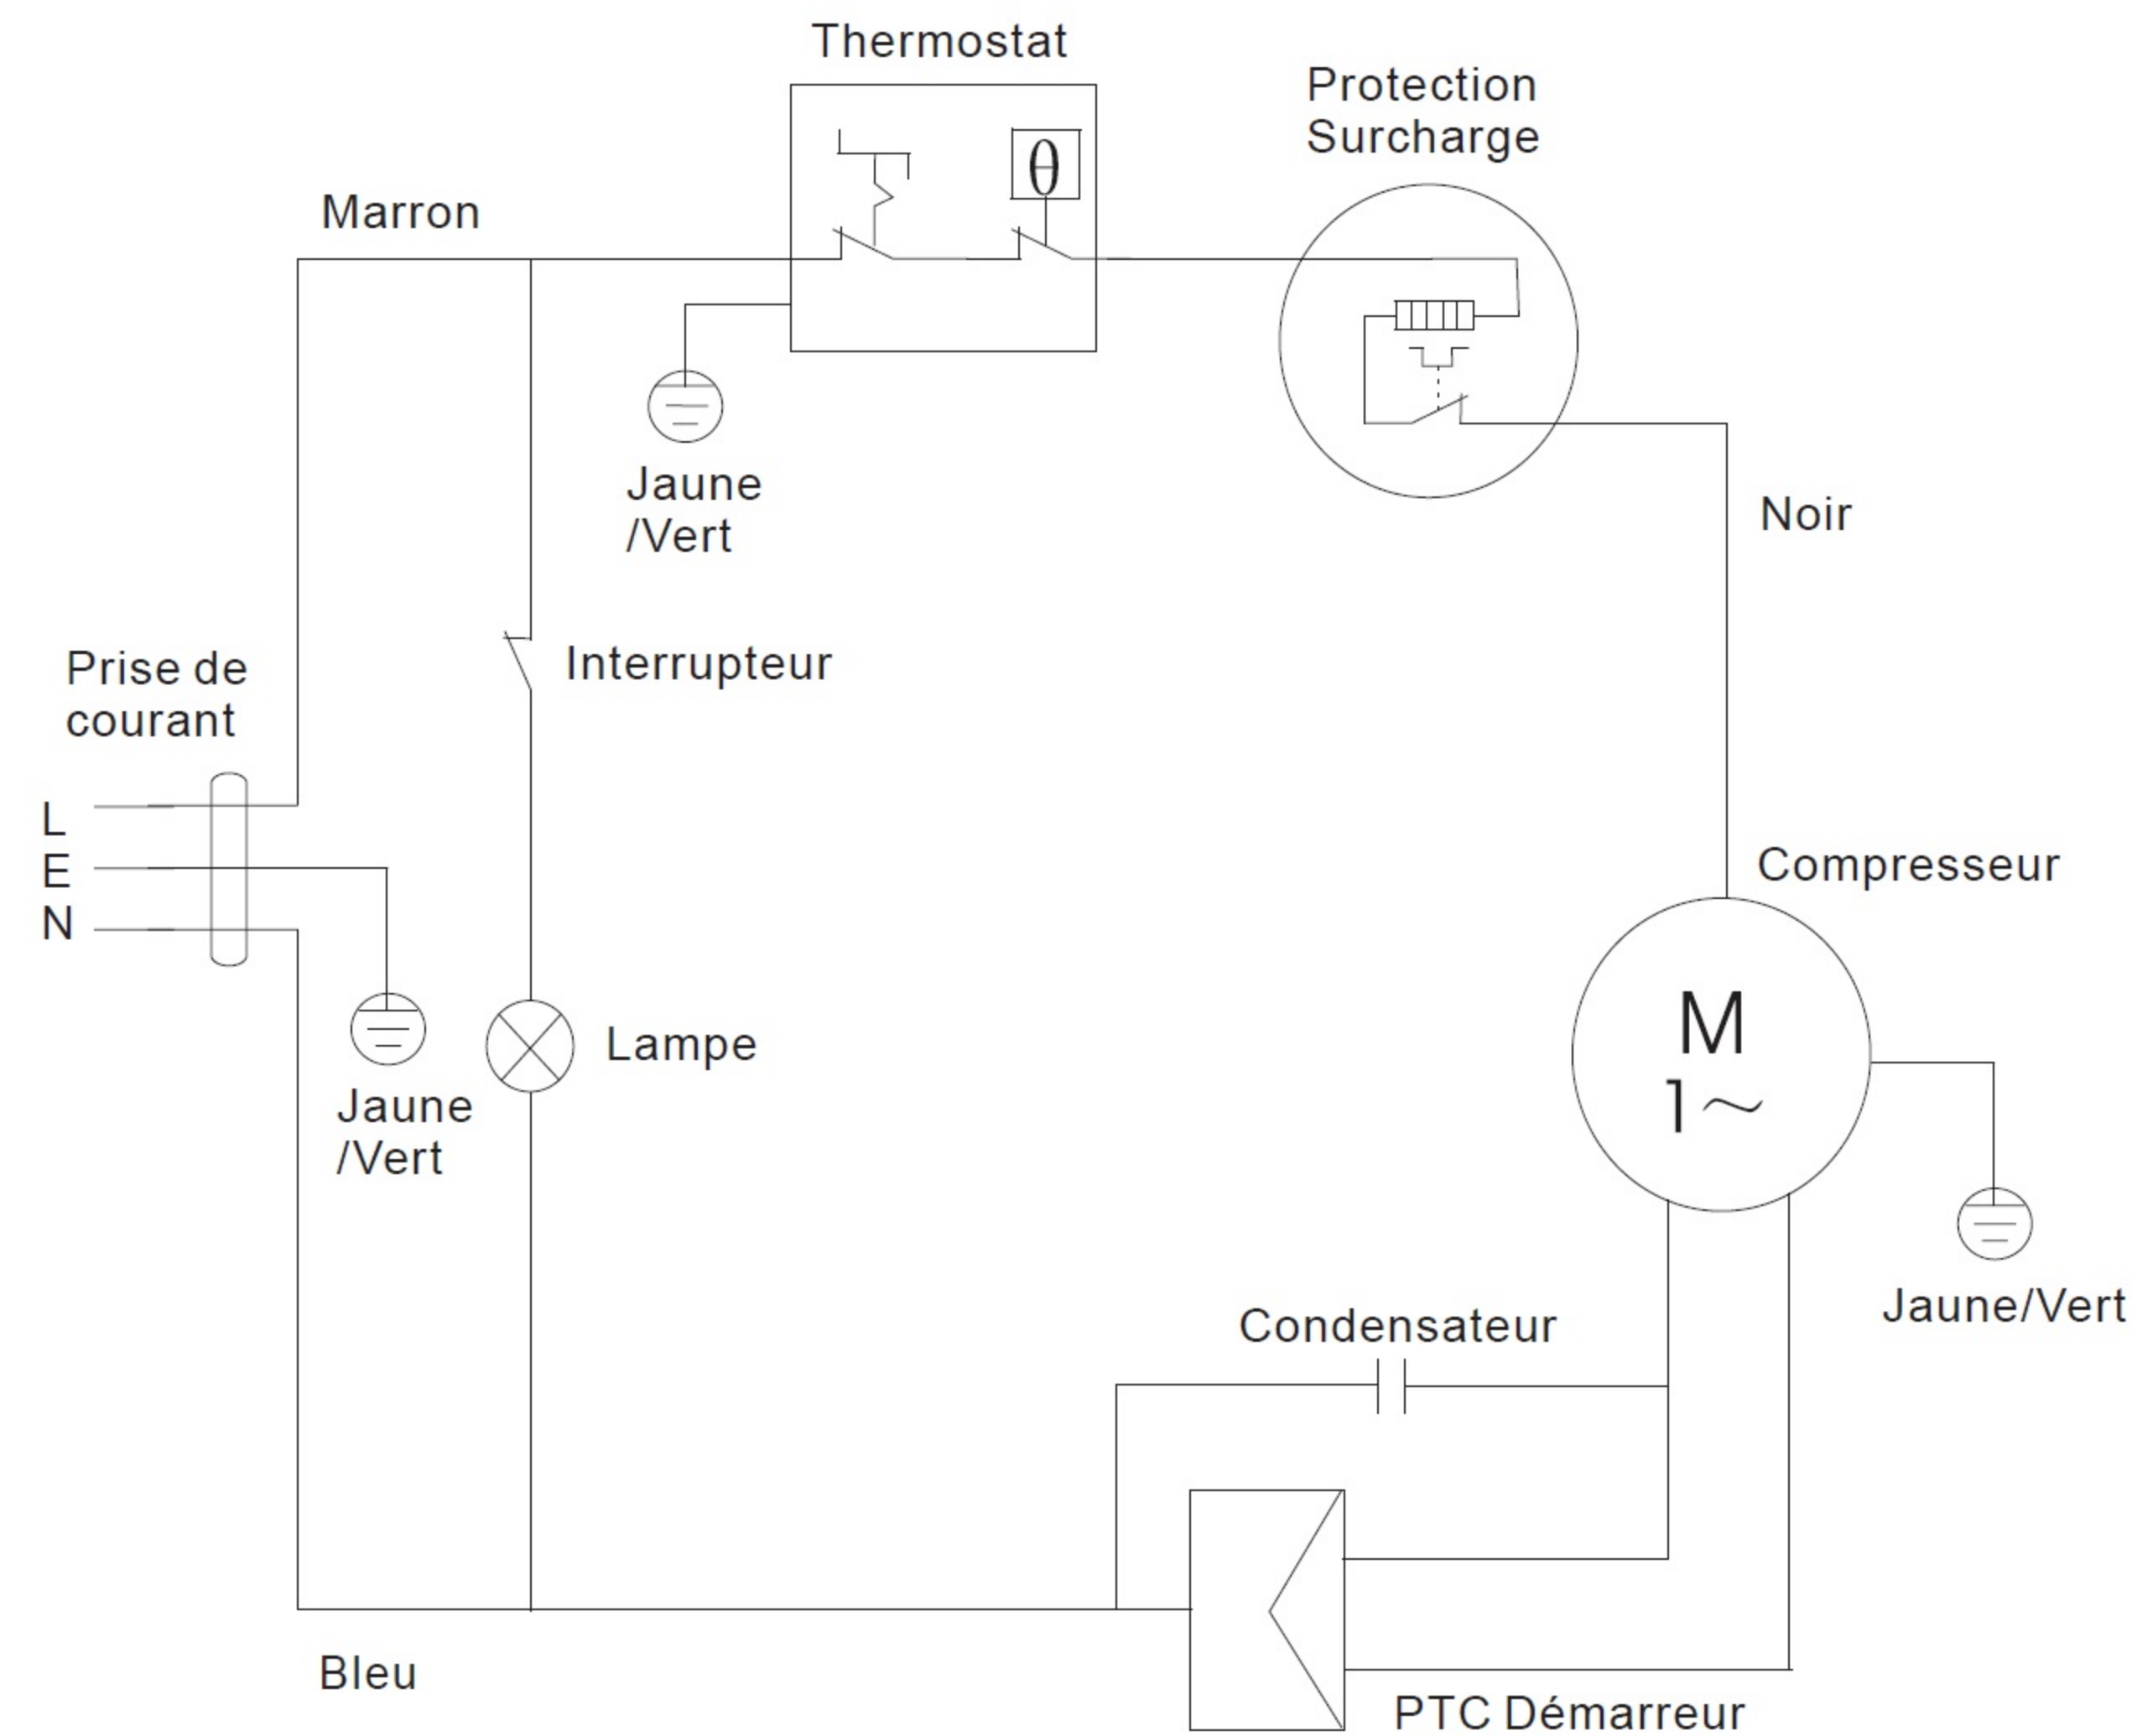 Thermostat
Protection
Surcharge
θ
Marron
Jaune
/Vert
Noir
Interrupteur
Prise de
courant
L
E
N
Compresseur
M
1~
Lampe
Jaune
/Vert
Jaune/Vert
Condensateur
Bleu
PTC Démarreur